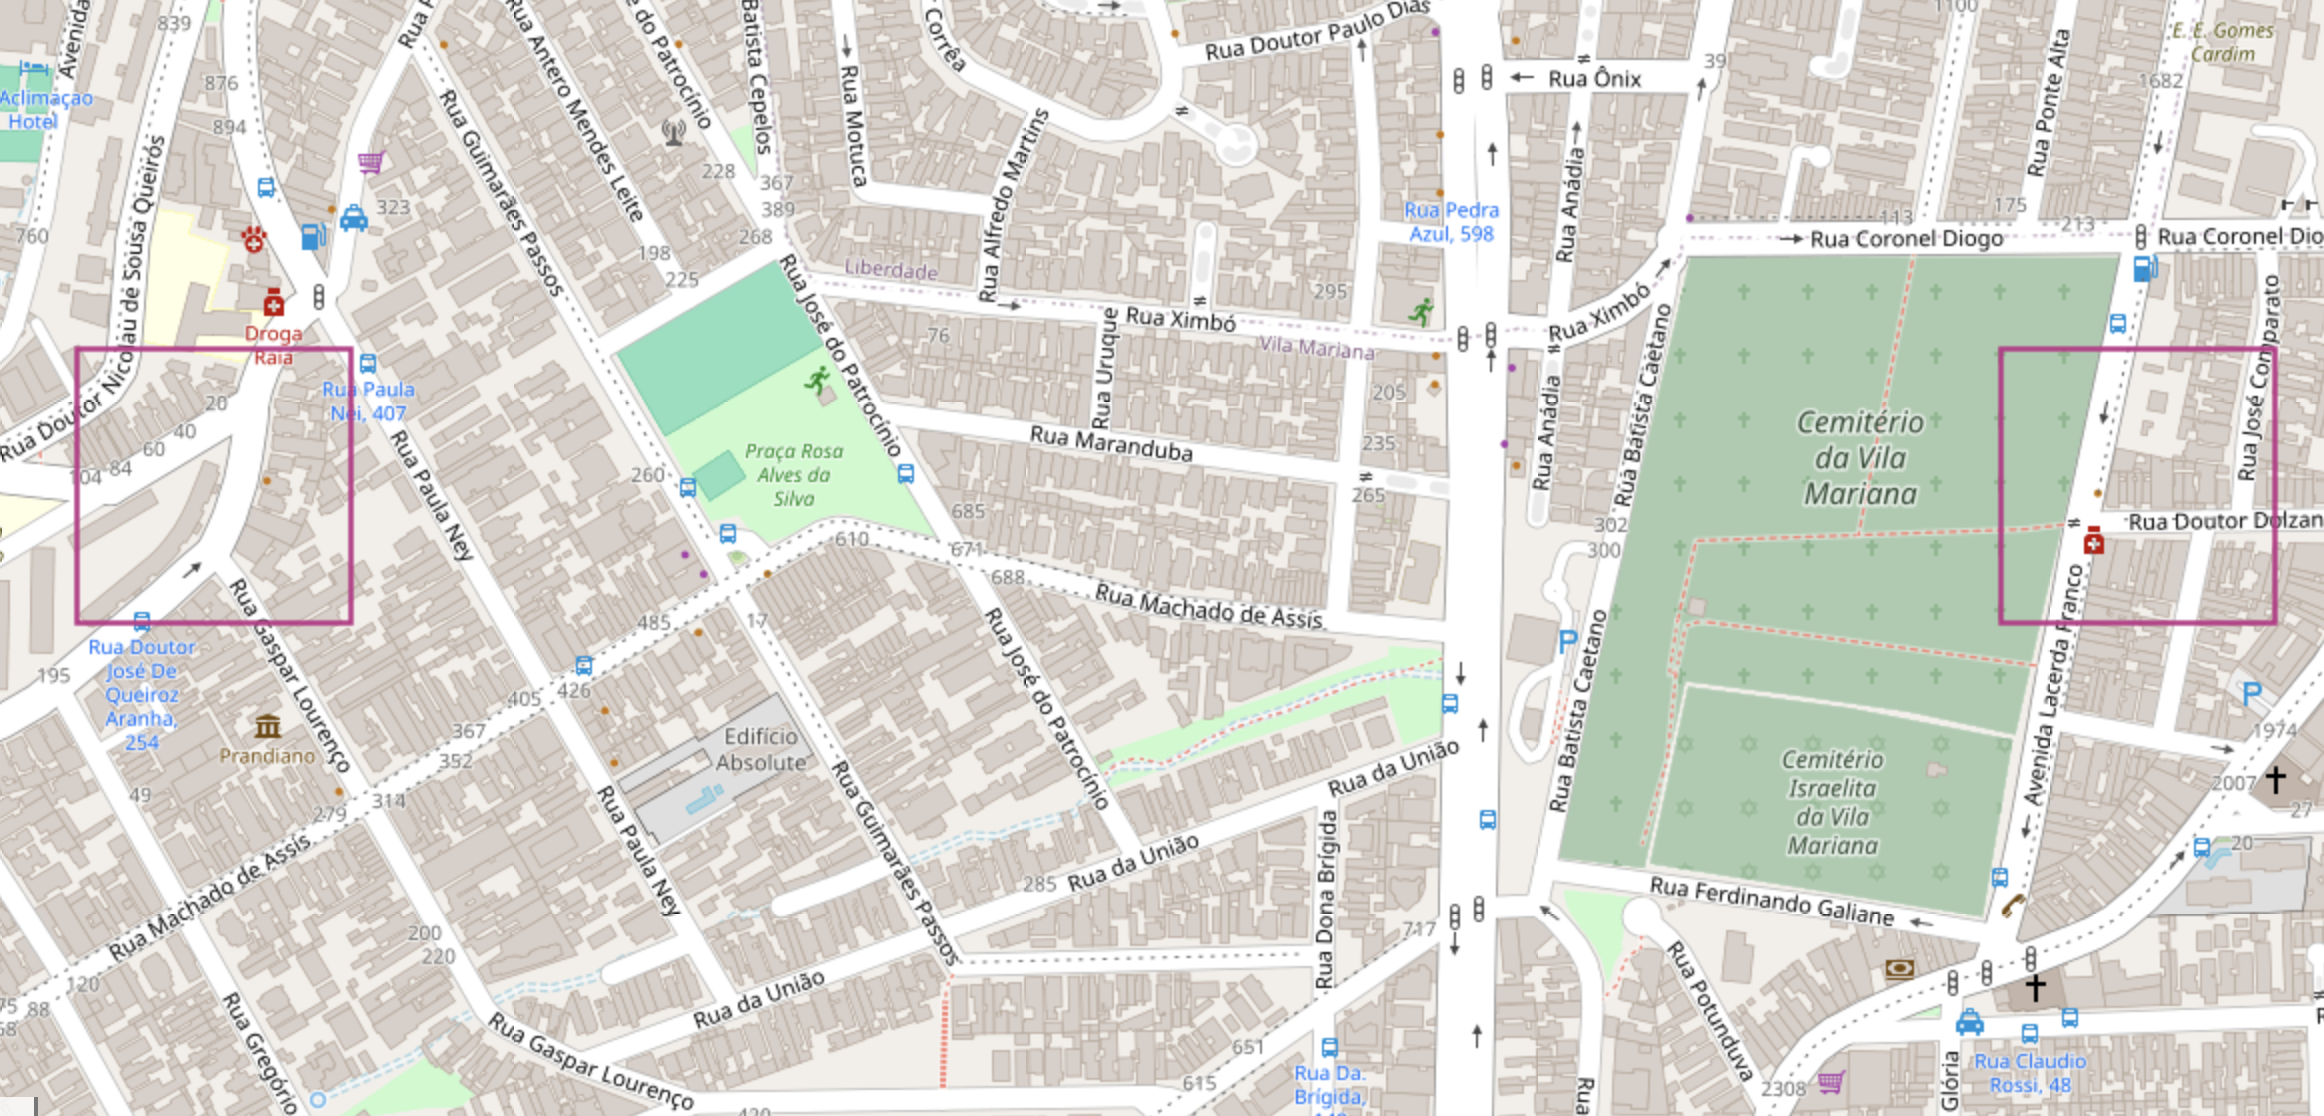 839
Avenida
Aclimaçao
Hotel
760
876
894
Rua Doutor Nicolau de Sousa Queirós
323
Droga
Raia
Rua Paula
Nei, 407
20
40
60
84
104
Rua Guimarães Passos
Rua Antero Mendes Leite
do Patrocínio
Batista Cepelos
228
367
389
268
198
225
Rua Motuca
Corrêa
Rua Alfredo Martins
Rua Doutor Paulo Dias
Liberdade
Rua Ximbó
Vila Mariana
295
76
Rua Uruque
Rua José do Patrocínio
Rua Maranduba
205
235
265
Rua Pedra
Azul, 598
Praça Rosa
Alves da
Silva
260
685
610
671
688
Rua Machado de Assis
Rua Paula Ney
485
17
405
426
367
352
314
279
Rua Doutor
José De
Queiroz
Aranha,
254
195
Rua Gaspar Lourenço
Prandiano
49
Edifício
Absolute
Rua José do Patrocínio
Rua da União
Rua Paula Ney
Rua Guimarães Passos
Rua da União
285
Rua Dona Brígida
717
Rua Machado de Assis
120
88
200
220
Rua da União
Rua Gregório
Rua Gaspar Lourenço
420
651
615
Rua Da.
Brígida,
Rua Ônix
39
1100
Rua Ponte Alta
E. E. Gomes
Cardim
1682
Rua Anádia
113
175
213
Rua Coronel Diogo
Rua Coronel Dio
Rua Ximbó
Rua Batista Caetano
Rua Anádia
Cemitério
da Vila
Mariana
Rua José Comparato
302
300
Rua Doutor Dolzan
Rua Batista Caetano
Avenida Lacerda Franco
Cemitério
Israelita
da Vila
Mariana
1974
2007
27
20
Rua Ferdinando Galiane
Rua Potunduva
2308
Glória
Rua Claudio
Rossi, 48